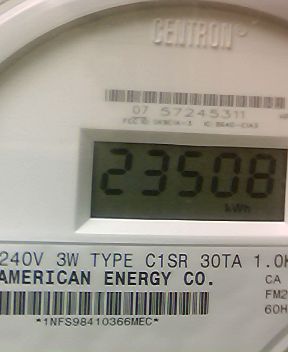 CENTRON®
07 57245311
23508
kWh
240V 3W TYPE C1SR 30TA 1.0K
AMERICAN ENERGY CO.
CA
FM2
60H
*1NFS98410366MEC*